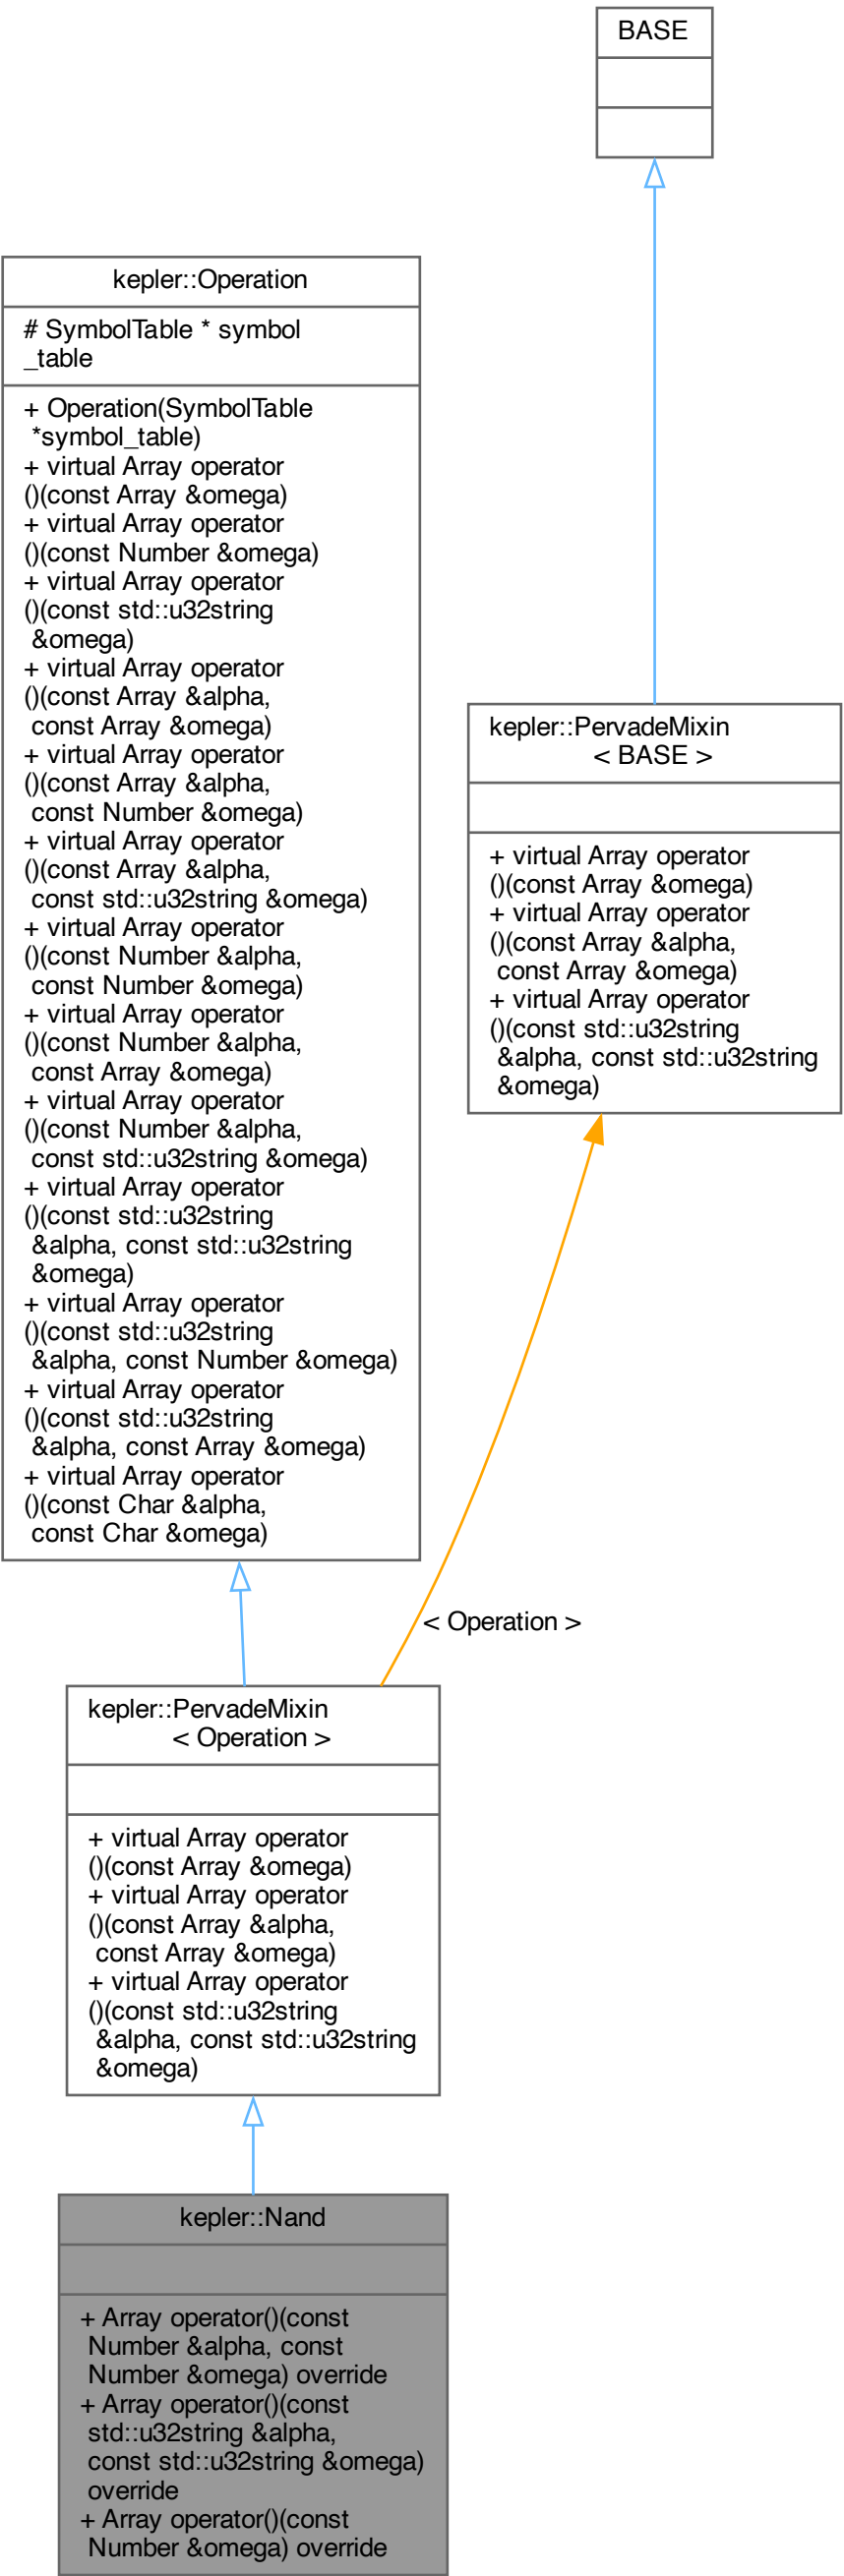 BASE
kepler::Operation
# SymbolTable * symbol
_table
+ Operation(SymbolTable
*symbol_table)
+ virtual Array operator
()(const Array &omega)
+ virtual Array operator
()(const Number &omega)
+ virtual Array operator
()(const std::u32string
&omega)
+ virtual Array operator
()(const Array &alpha,
const Array &omega)
+ virtual Array operator
()(const Array &alpha,
const Number &omega)
+ virtual Array operator
()(const Array &alpha,
const std::u32string &omega)
+ virtual Array operator
()(const Number &alpha,
const Number &omega)
+ virtual Array operator
()(const Number &alpha,
const Array &omega)
+ virtual Array operator
()(const Number &alpha,
const std::u32string &omega)
+ virtual Array operator
()(const std::u32string
&alpha, const std::u32string
&omega)
+ virtual Array operator
()(const std::u32string
&alpha, const Number &omega)
+ virtual Array operator
()(const std::u32string
&alpha, const Array &omega)
+ virtual Array operator
()(const Char &alpha,
const Char &omega)
kepler::PervadeMixin
< BASE >
+ virtual Array operator
()(const Array &omega)
+ virtual Array operator
()(const Array &alpha,
const Array &omega)
+ virtual Array operator
()(const std::u32string
&alpha, const std::u32string
&omega)
< Operation >
kepler::PervadeMixin
< Operation >
+ virtual Array operator
()(const Array &omega)
+ virtual Array operator
()(const Array &alpha,
const Array &omega)
+ virtual Array operator
()(const std::u32string
&alpha, const std::u32string
&omega)
kepler::Nand
+ Array operator()(const
Number &alpha, const
Number &omega) override
+ Array operator()(const
std::u32string &alpha,
const std::u32string &omega)
override
+ Array operator()(const
Number &omega) override